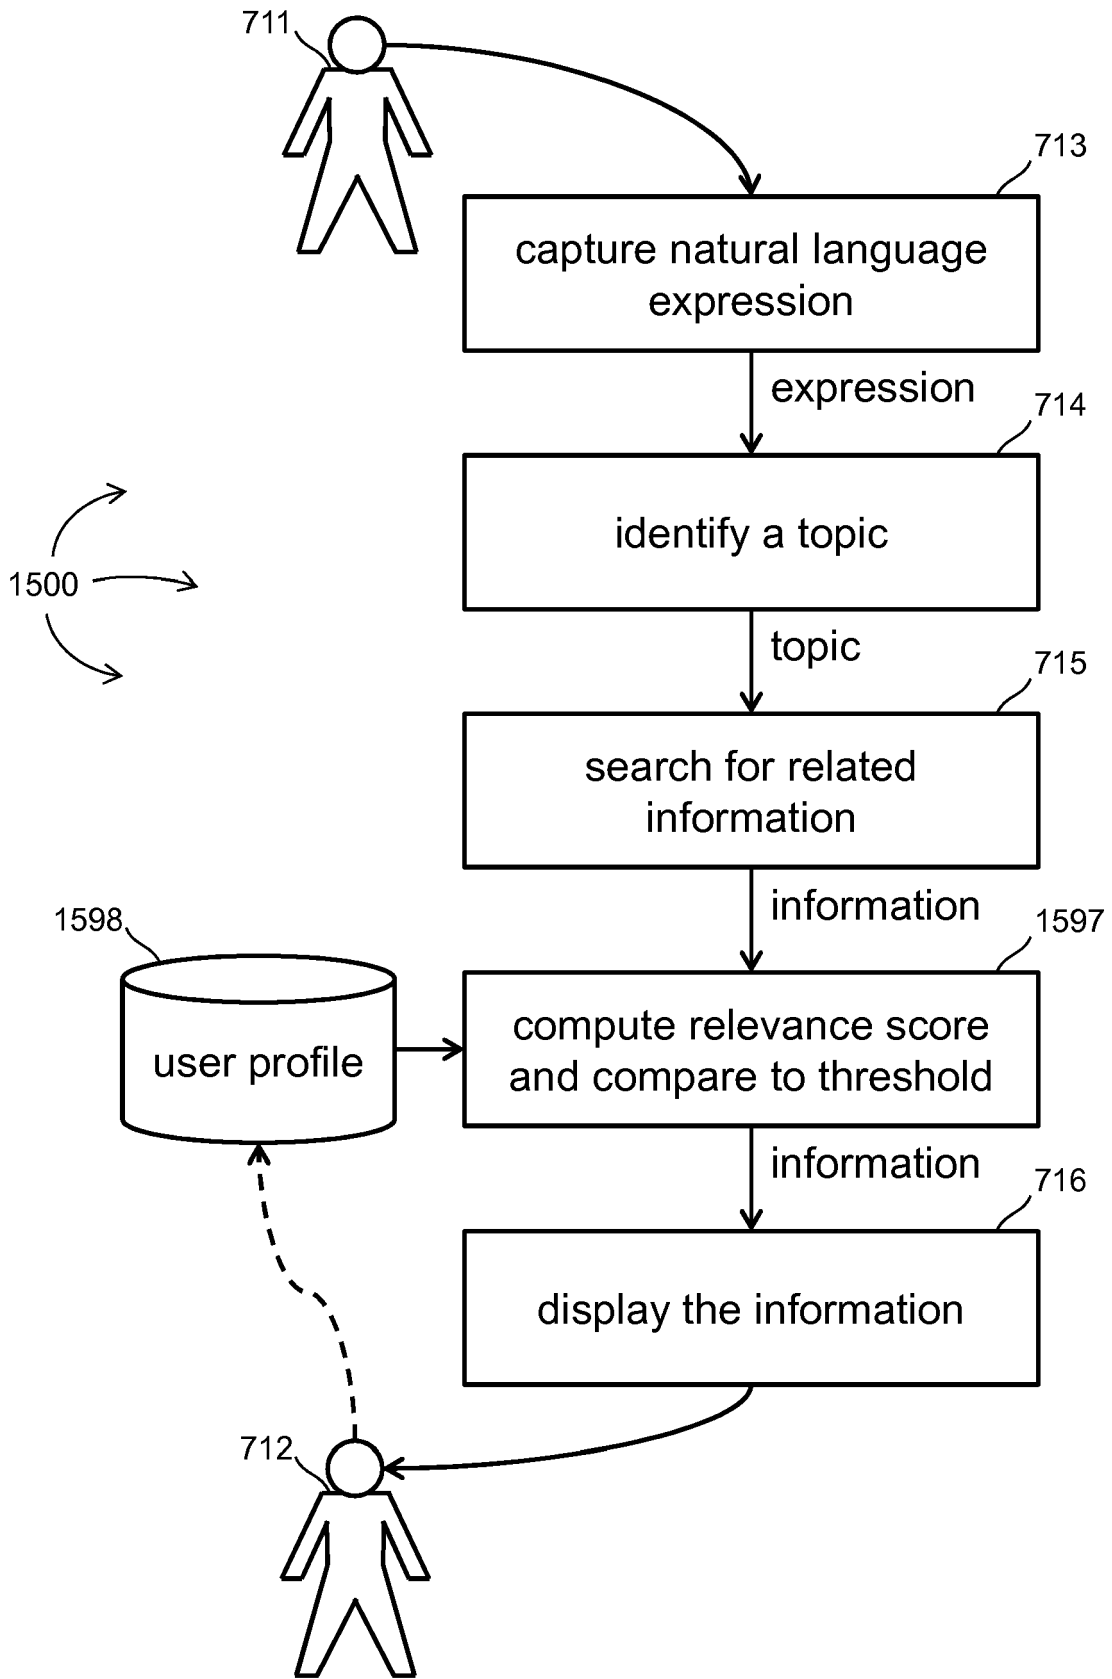 711
713
capture natural language
expression
expression
714
identify a topic
1500
topic
715
search for related
information
information
1598
1597
user profile
compute relevance score
and compare to threshold
information
716
display the information
712